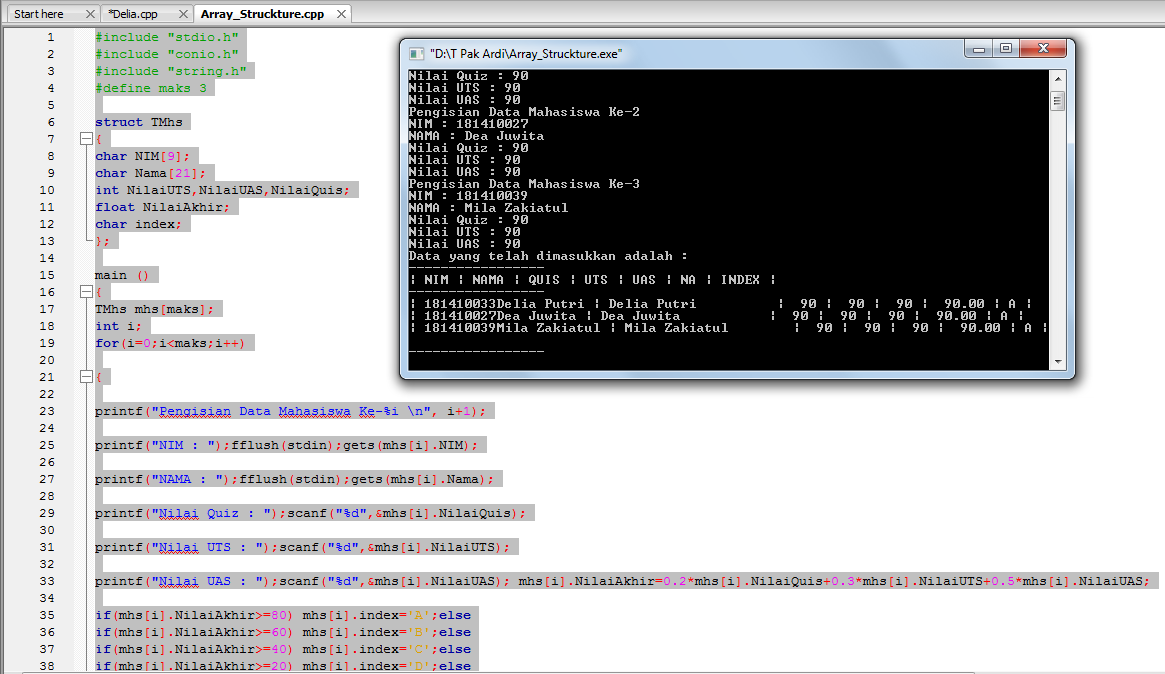 Start here
*Delia.cpp
Array_Struckture.cpp
1 #include "stdio.h"
2 #include "conio.h"
3 #include "string.h"
4 #define maks 3
5
6 struct TMhs
7 {
8 char NIM[9];
9 char Nama[21];
10 int NilaiUTS,NilaiUAS,NilaiQuis;
11 float NilaiAkhir;
12 char index;
13 };
14
15 main ()
16 {
17 TMhs mhs[maks];
18 int i;
19 for(i=0;i<maks;i++)
20
21 {
22
23 printf("Pengisian Data Mahasiswa Ke-%i \n", i+1);
24
25 printf("NIM : ");fflush(stdin);gets(mhs[i].NIM);
26
27 printf("NAMA : ");fflush(stdin);gets(mhs[i].Nama);
28
29 printf("Nilai Quiz : ");scanf("%d",&mhs[i].NilaiQuis);
30
31 printf("Nilai UTS : ");scanf("%d",&mhs[i].NilaiUTS);
32
33 printf("Nilai UAS : ");scanf("%d",&mhs[i].NilaiUAS); mhs[i].NilaiAkhir=0.2*mhs[i].NilaiQuis+0.3*mhs[i].NilaiUTS+0.5*mhs[i].NilaiUAS;
34
35 if(mhs[i].NilaiAkhir>=80) mhs[i].index='A';else
36 if(mhs[i].NilaiAkhir>=60) mhs[i].index='B';else
37 if(mhs[i].NilaiAkhir>=40) mhs[i].index='C';else
38 if(mhs[i].NilaiAkhir>=20) mhs[i].index='D';else
"D:\T Pak Ardi\Array_Struckture.exe"
Nilai Quiz : 90
Nilai UTS : 90
Nilai UAS : 90
Pengisian Data Mahasiswa Ke-2
NIM : 181410027
NAMA : Dea Juwita
Nilai Quiz : 90
Nilai UTS : 90
Nilai UAS : 90
Pengisian Data Mahasiswa Ke-3
NIM : 181410039
NAMA : Mila Zakiatul
Nilai Quiz : 90
Nilai UTS : 90
Nilai UAS : 90
Data yang telah dimasukkan adalah :
-----------------
| NIM | NAMA | QUIS | UTS | UAS | NA | INDEX |
-----------------
| 181410033Delia Putri | Delia Putri | 90 | 90 | 90 | 90.00 | A |
| 181410027Dea Juwita | Dea Juwita | 90 | 90 | 90 | 90.00 | A |
| 181410039Mila Zakiatul | Mila Zakiatul | 90 | 90 | 90 | 90.00 | A |
-----------------